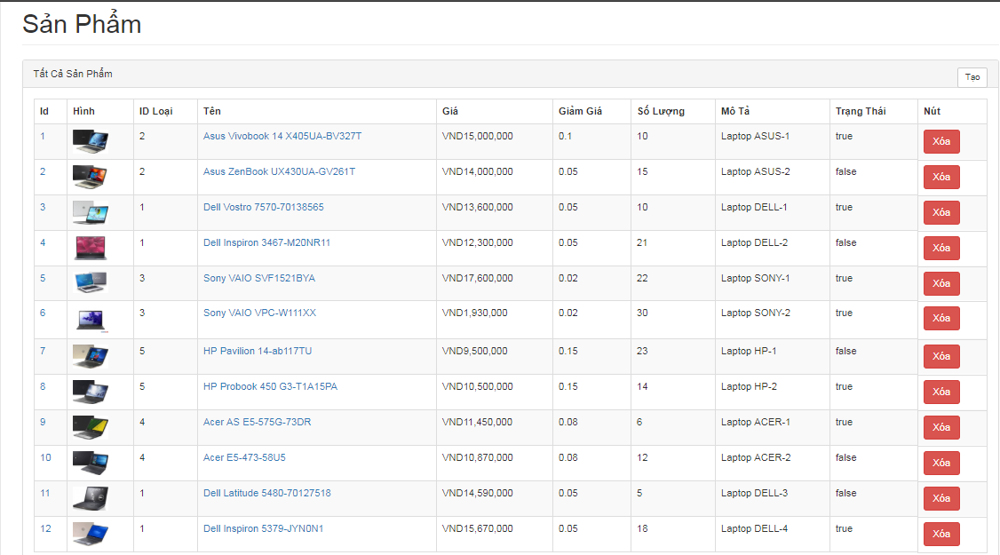 Sản Phẩm
Tất Cả Sản Phẩm
Tạo
Id Hình ID Loại Tên Giá Giảm Giá Số Lượng Mô Tả Trạng Thái Nút
1 2 Asus Vivobook 14 X405UA-BV327T VND15,000,000 0.1 10 Laptop ASUS-1 true Xóa
2 2 Asus ZenBook UX430UA-GV261T VND14,000,000 0.05 15 Laptop ASUS-2 false Xóa
3 1 Dell Vostro 7570-70138565 VND13,600,000 0.05 10 Laptop DELL-1 true Xóa
4 1 Dell Inspiron 3467-M20NR11 VND12,300,000 0.05 21 Laptop DELL-2 false Xóa
5 3 Sony VAIO SVF1521BYA VND17,600,000 0.02 22 Laptop SONY-1 true Xóa
6 3 Sony VAIO VPC-W111XX VND1,930,000 0.02 30 Laptop SONY-2 true Xóa
7 5 HP Pavilion 14-ab117TU VND9,500,000 0.15 23 Laptop HP-1 false Xóa
8 5 HP Probook 450 G3-T1A15PA VND10,500,000 0.15 14 Laptop HP-2 true Xóa
9 4 Acer AS E5-575G-73DR VND11,450,000 0.08 6 Laptop ACER-1 true Xóa
10 4 Acer E5-473-58U5 VND10,870,000 0.08 12 Laptop ACER-2 false Xóa
11 1 Dell Latitude 5480-70127518 VND14,590,000 0.05 5 Laptop DELL-3 false Xóa
12 1 Dell Inspiron 5379-JYN0N1 VND15,670,000 0.05 18 Laptop DELL-4 true Xóa